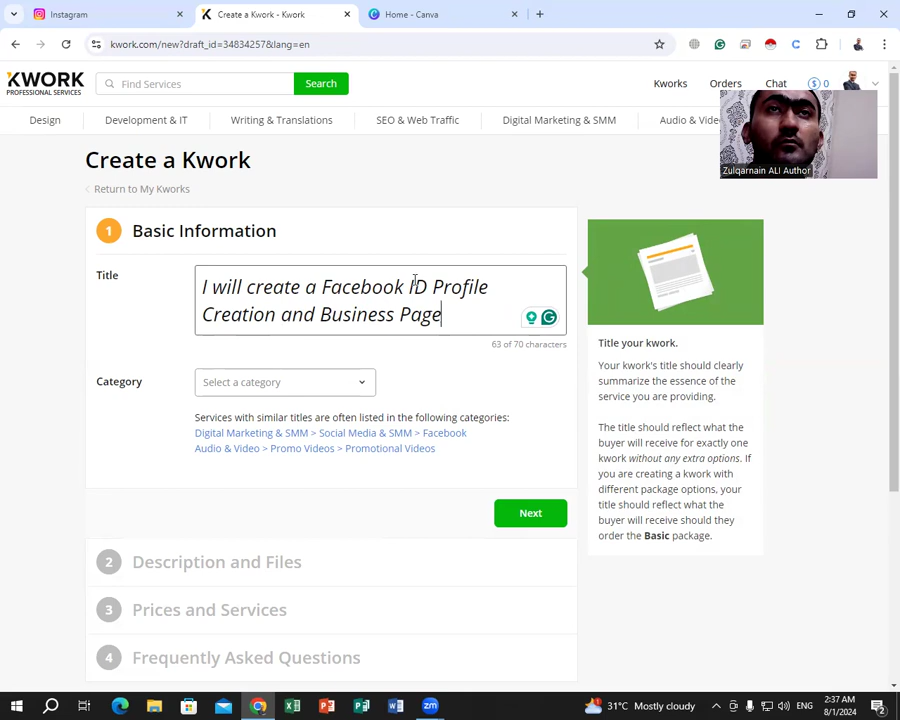 Instagram
Create a Kwork - Kwork
Home - Canva
kwork.com/new?draft_id=34834257&lang=en
KWORK
PROFESSIONAL SERVICES
Find Services
Search
Kworks
Orders
Chat
$ 0
Design
Development & IT
Writing & Translations
SEO & Web Traffic
Digital Marketing & SMM
Audio & Video
Zulqarnain ALI Author
Create a Kwork
Return to My Kworks
1 Basic Information
Title
I will create a Facebook ID Profile
Creation and Business Page
63 of 70 characters
Category
Select a category
Services with similar titles are often listed in the following categories:
Digital Marketing & SMM > Social Media & SMM > Facebook
Audio & Video > Promo Videos > Promotional Videos
Next
2 Description and Files
3 Prices and Services
4 Frequently Asked Questions
Title your kwork.
Your kwork's title should clearly
summarize the essence of the
service you are providing.
The title should reflect what the
buyer will receive for exactly one
kwork without any extra options. If
you are creating a kwork with
different package options, your
title should reflect what the
buyer will receive should they
order the Basic package.
31°C Mostly cloudy
ENG
2:37 AM
8/1/2024
2